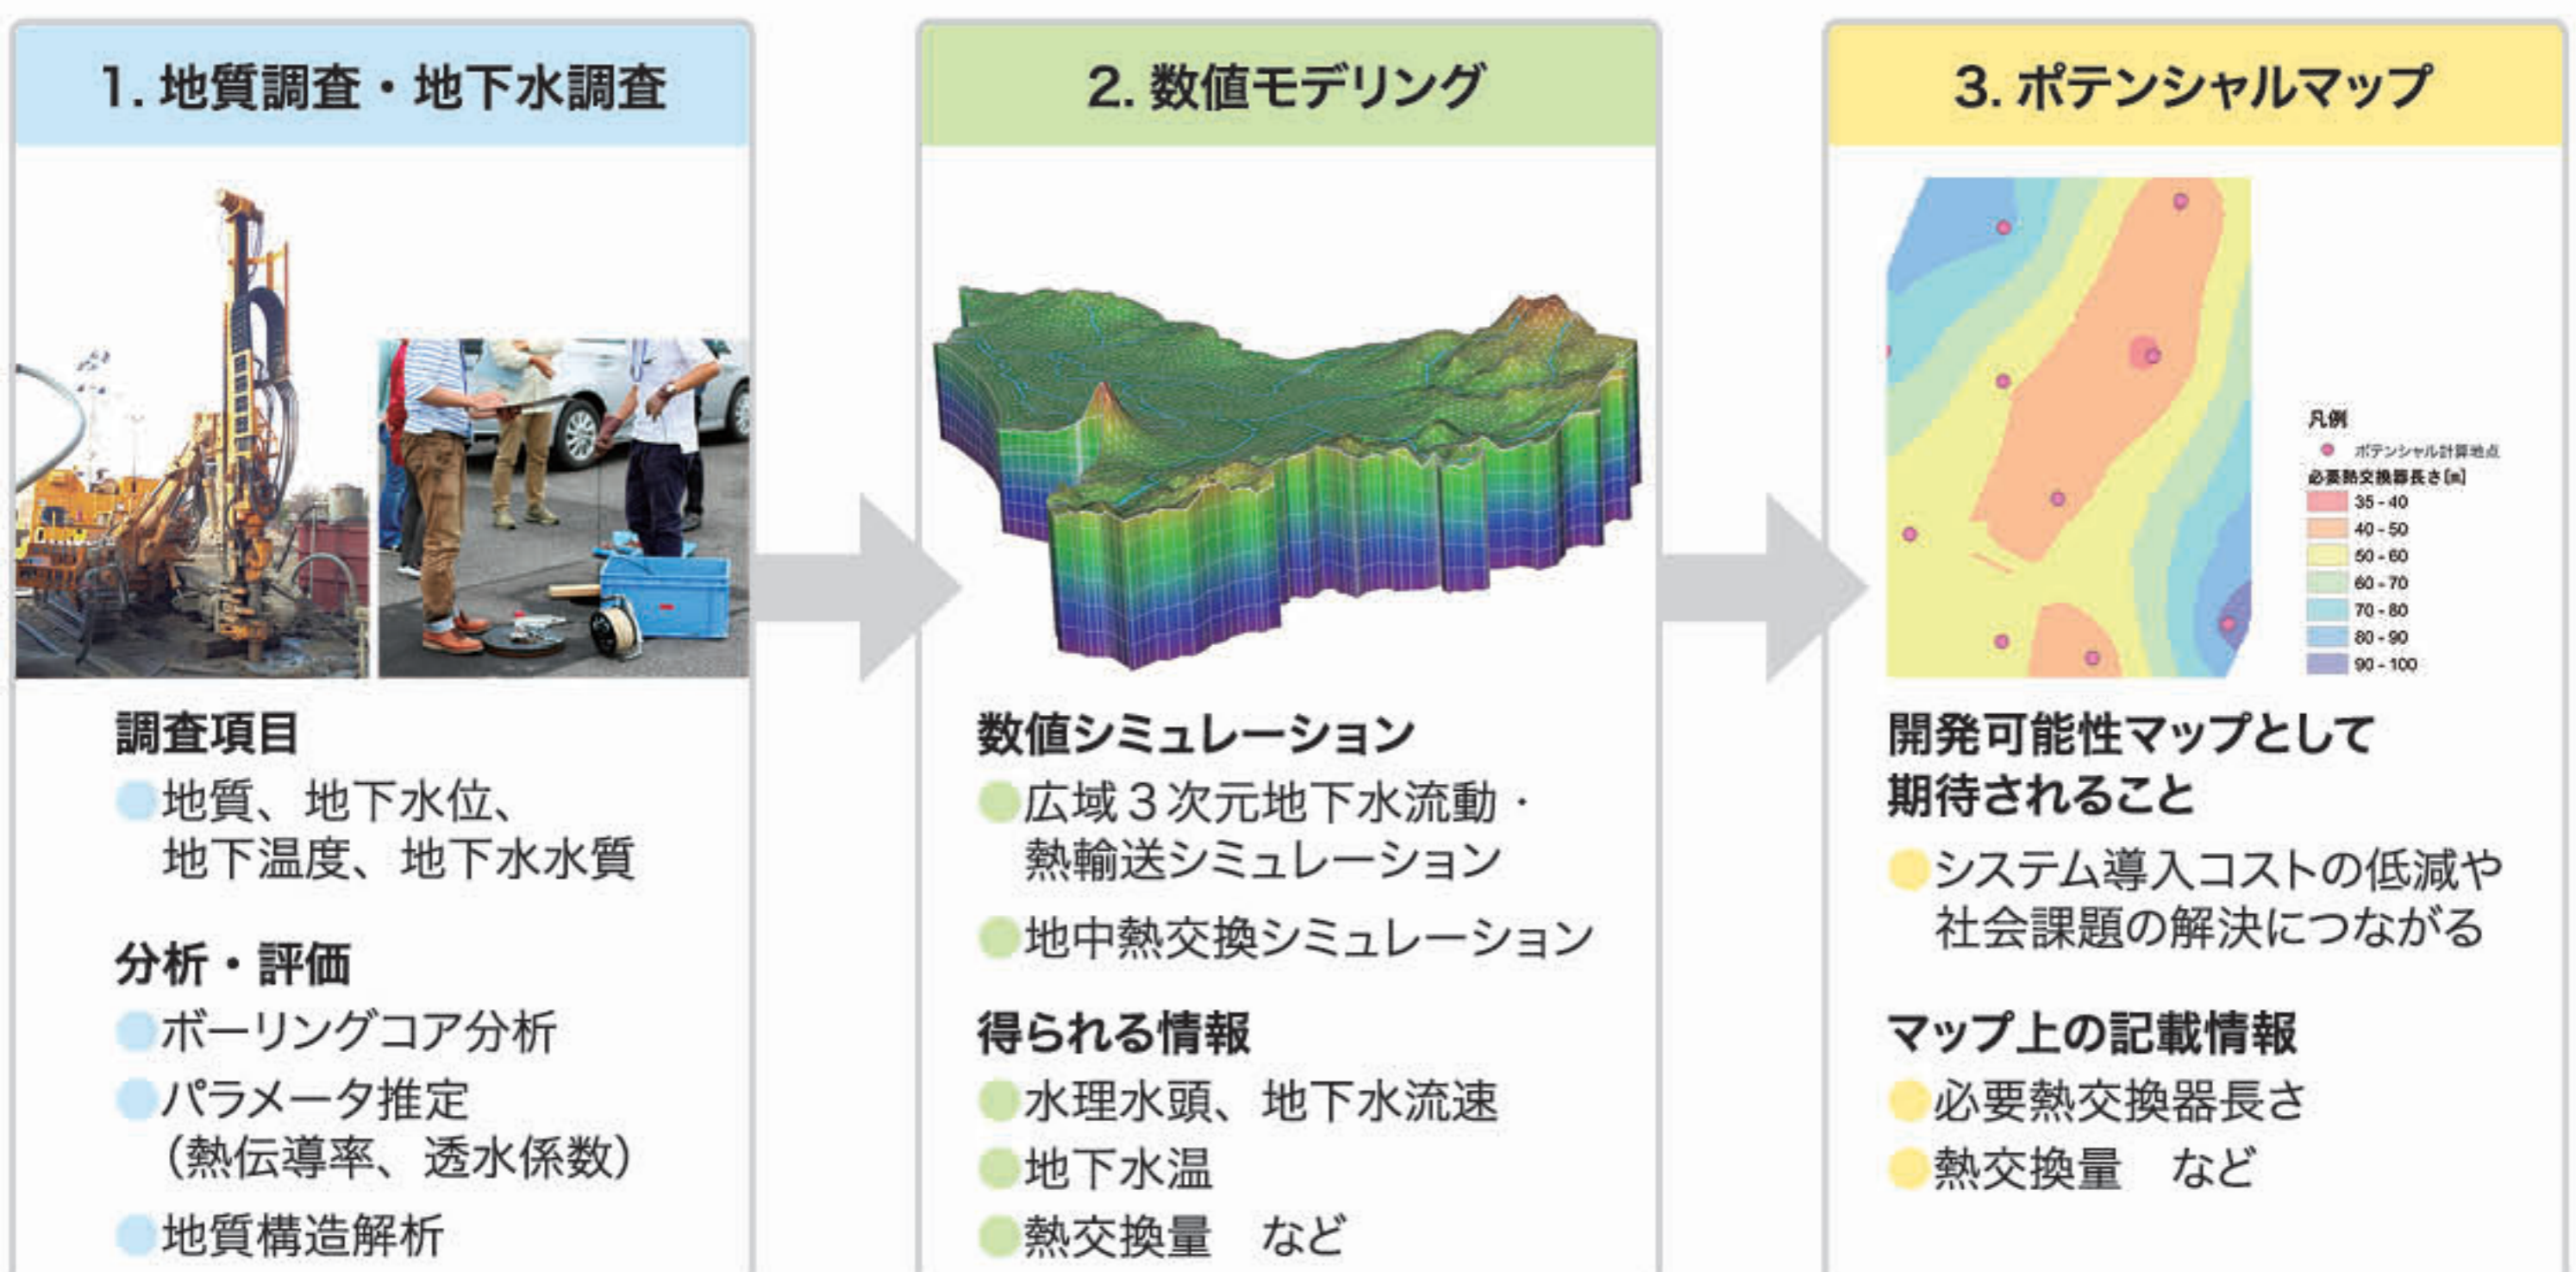 1. 地質調査・地下水調査
調査項目
地質、地下水位、
地下温度、地下水水質
分析・評価
ボーリングコア分析
パラメータ推定
（熱伝導率、透水係数）
地質構造解析
2. 数値モデリング
数値シミュレーション
広域３次元地下水流動・
熱輸送シミュレーション
地中熱交換シミュレーション
得られる情報
水理水頭、地下水流速
地下水温
熱交換量　など
3. ポテンシャルマップ
凡例
ポテンシャル計算地点
必要熱交換器長さ[m]
35 - 40
40 - 50
50 - 60
60 - 70
70 - 80
80 - 90
90 - 100
開発可能性マップとして
期待されること
システム導入コストの低減や
社会課題の解決につながる
マップ上の記載情報
必要熱交換器長さ
熱交換量　など